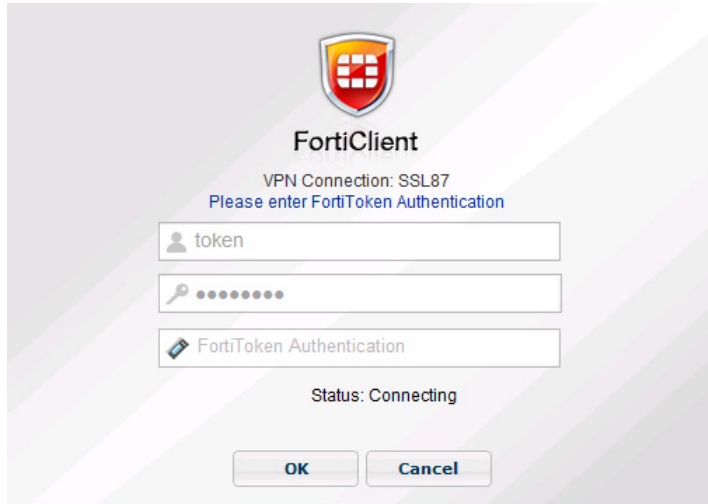 FortiClient
VPN Connection: SSL87
Please enter FortiToken Authentication
token
●●●●●●●●
FortiToken Authentication
Status: Connecting
OK Cancel